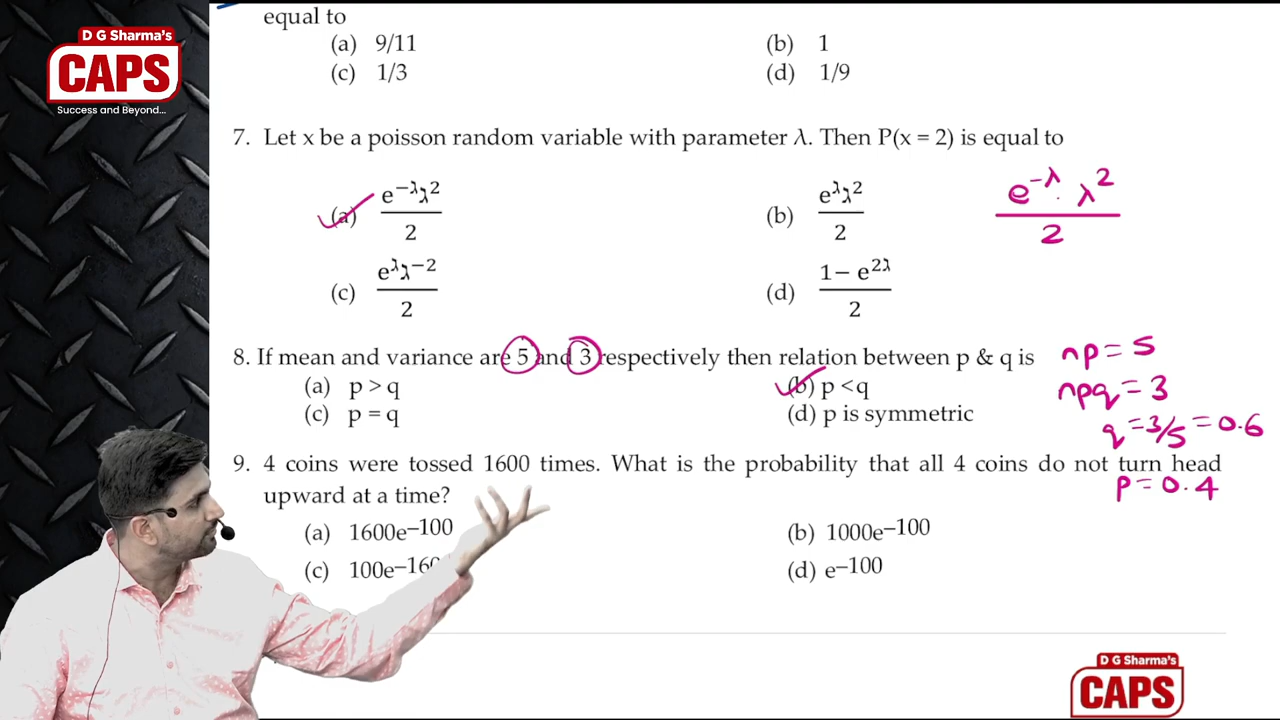 D G Sharma's
CAPS
Success and Beyond...
equal to
(a) 9/11
(b) 1
(c) 1/3
(d) 1/9
7. Let x be a poisson random variable with parameter λ. Then P(x = 2) is equal to
(a) e^−λλ^2 / 2
(b) e^λλ^2 / 2
e^-λ . λ^2 / 2
(c) e^λλ^−2 / 2
(d) 1− e^2λ / 2
8. If mean and variance are 5 and 3 respectively then relation between p & q is
np = 5
(a) p > q
(b) p <q
npq = 3
(c) p = q
(d) p is symmetric
q = 3/5 = 0.6
9. 4 coins were tossed 1600 times. What is the probability that all 4 coins do not turn head
p = 0.4
upward at a time?
(a) 1600e^−100
(b) 1000e^−100
(c) 100e
(d) e^−100
D G Sharma's
CAPS